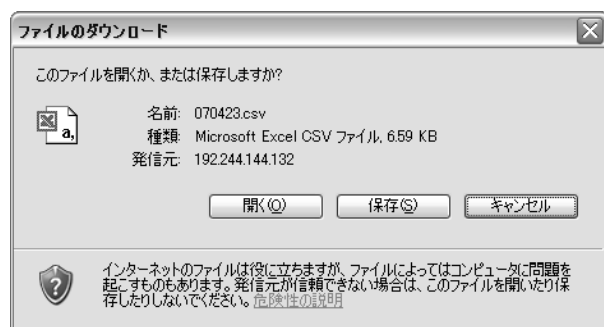 ファイルのダウンロード
このファイルを開くか、または保存しますか?
a,
名前: 070423.csv
種類: Microsoft Excel CSV ファイル, 6.59 KB
発信元: 192.244.144.132
開く(O) 保存(S) キャンセル
インターネットのファイルは役に立ちますが、ファイルによってはコンピュータに問題を
起こすものもあります。発信元が信頼できない場合は、このファイルを開いたり保
存したりしないでください。危険性の説明